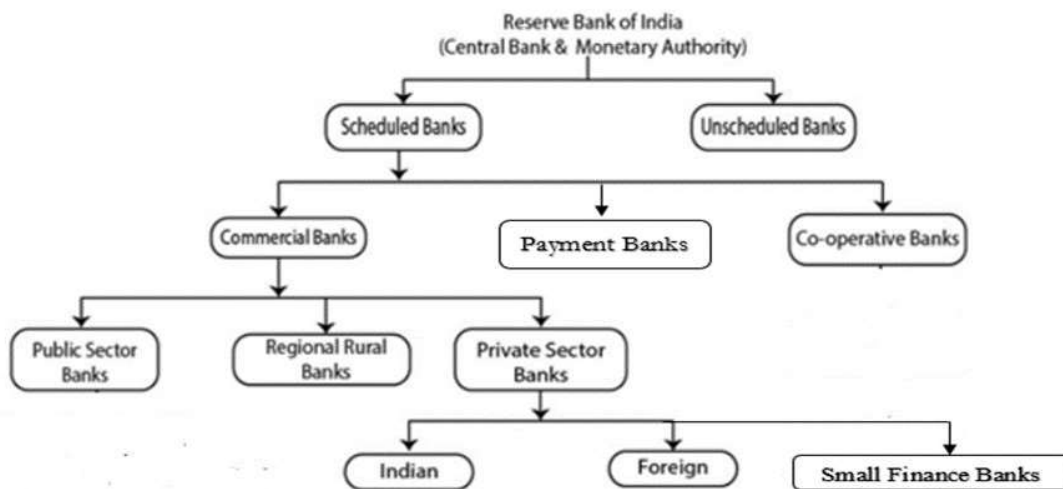 Reserve Bank of India
(Central Bank & Monetary Authority)
Scheduled Banks
Unscheduled Banks
Commercial Banks
Payment Banks
Co-operative Banks
Public Sector
Banks
Regional Rural
Banks
Private Sector
Banks
Indian
Foreign
Small Finance Banks